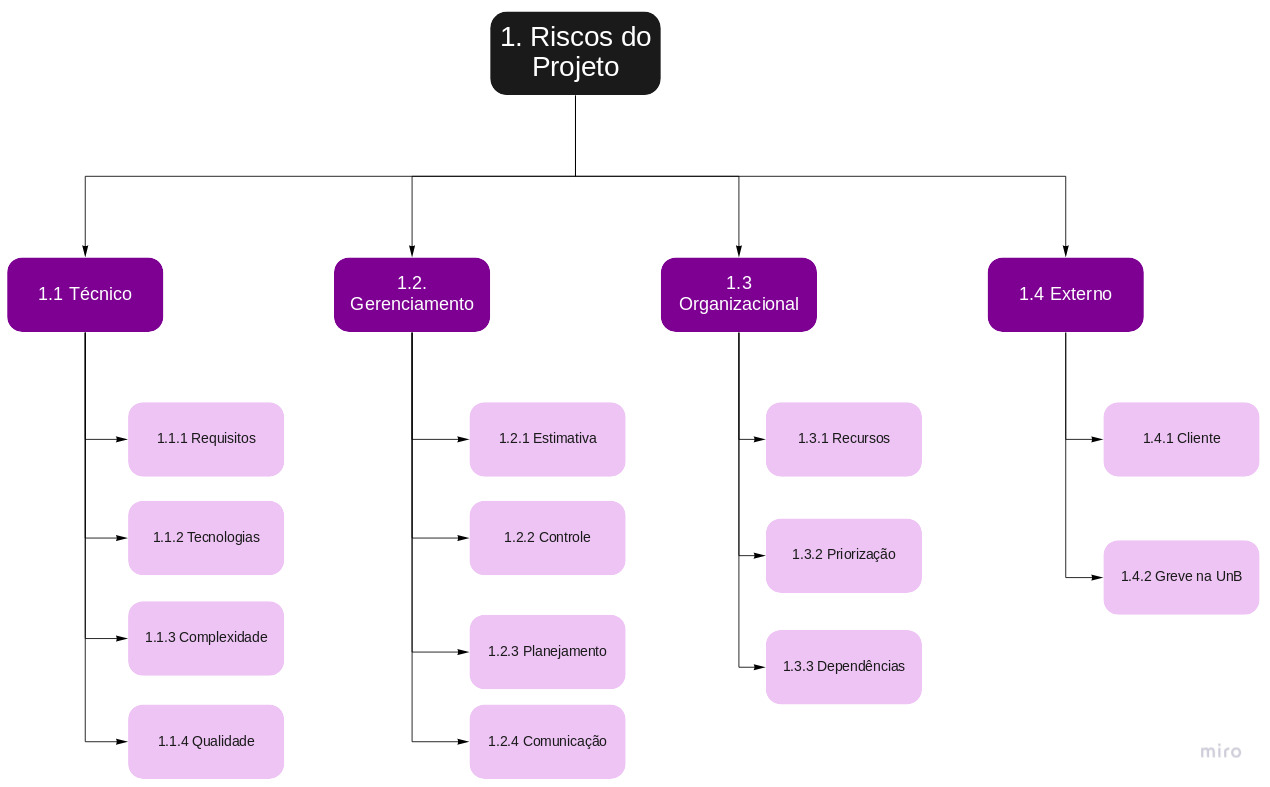 1. Riscos do
Projeto
1.1 Técnico
1.2.
Gerenciamento
1.3
Organizacional
1.4 Externo
1.1.1 Requisitos
1.2.1 Estimativa
1.3.1 Recursos
1.4.1 Cliente
1.1.2 Tecnologias
1.2.2 Controle
1.3.2 Priorização
1.4.2 Greve na UnB
1.1.3 Complexidade
1.2.3 Planejamento
1.3.3 Dependências
1.1.4 Qualidade
1.2.4 Comunicação
miro